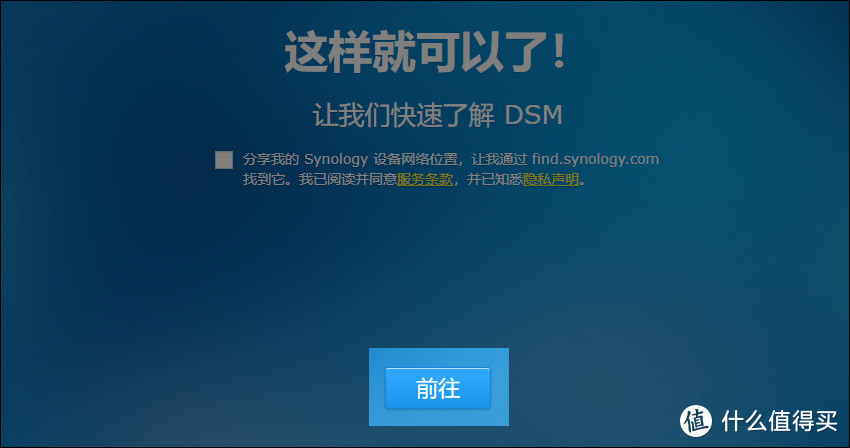 这样就可以了！
让我们快速了解 DSM
分享我的 Synology 设备网络位置，让我通过 find.synology.com
找到它。我已阅读并同意服务条款，并已知悉隐私声明。
前往
值 什么值得买